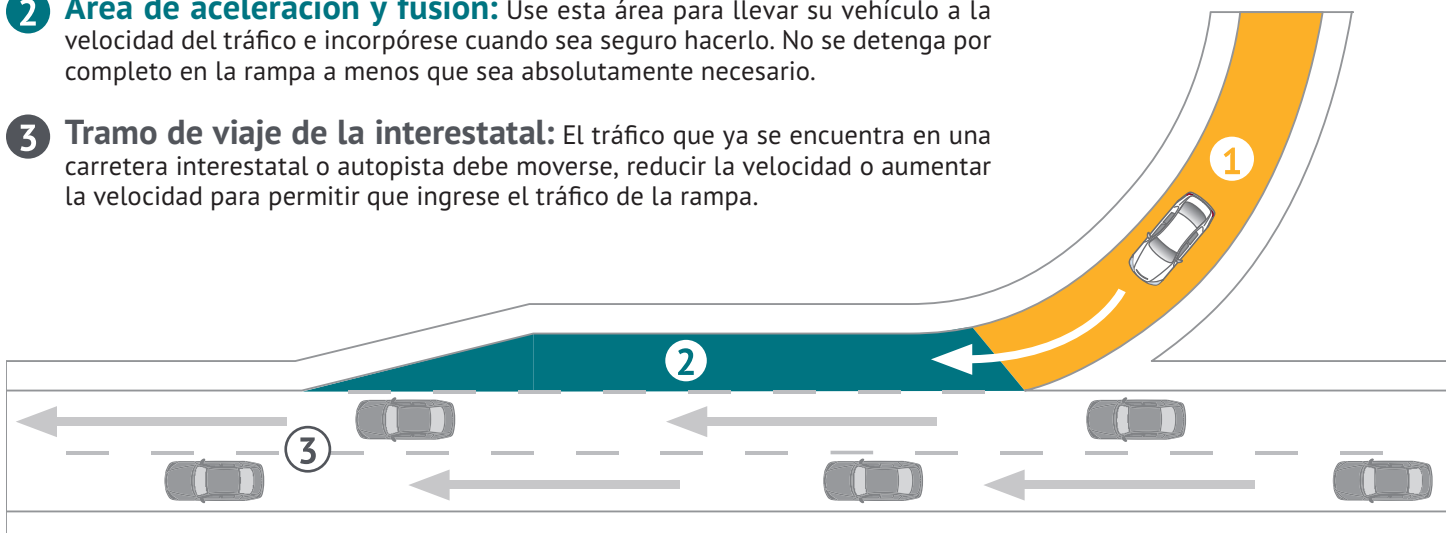 2 Área de aceleración y fusión: Use esta área para llevar su vehículo a la
velocidad del tráfico e incorpórese cuando sea seguro hacerlo. No se detenga por
completo en la rampa a menos que sea absolutamente necesario.
3 Tramo de viaje de la interestatal: El tráfico que ya se encuentra en una
carretera interestatal o autopista debe moverse, reducir la velocidad o aumentar
la velocidad para permitir que ingrese el tráfico de la rampa.
1
2
3